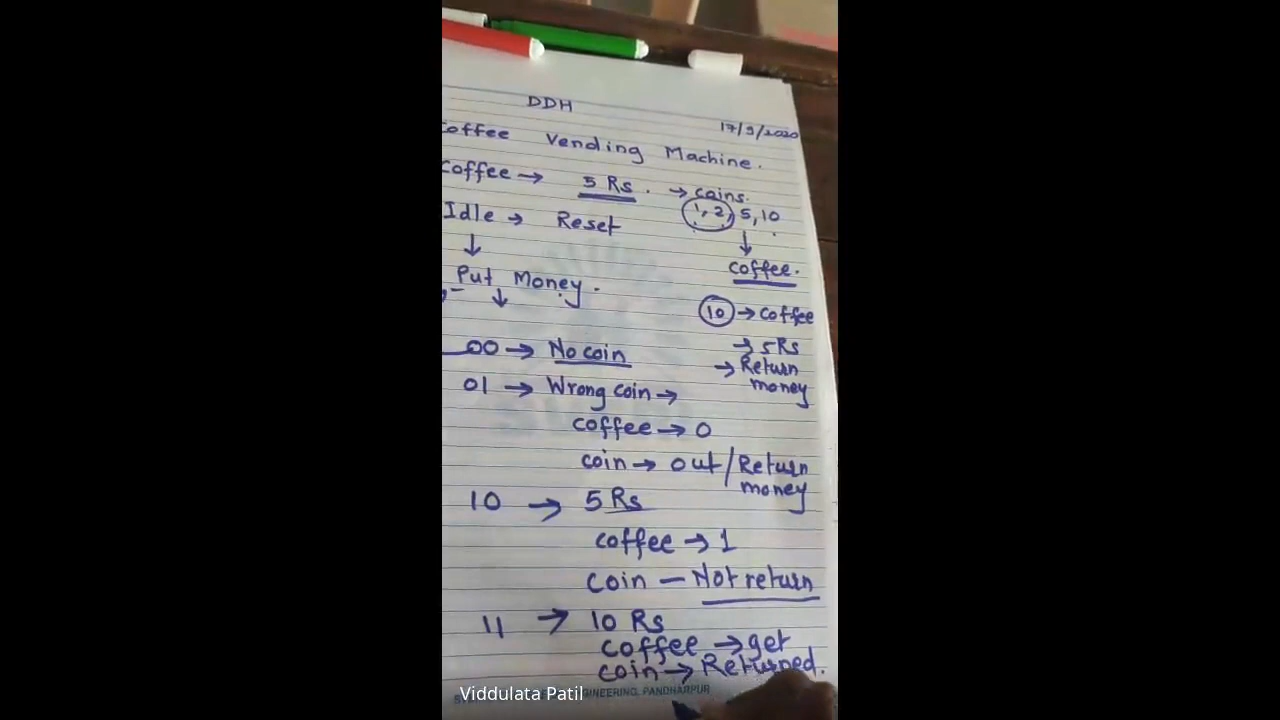 DDH
17/9/2020
Coffee Vending Machine.
Coffee → 5 Rs. → coins.
1, 2, 5, 10
Idle → Reset
↓
↓
coffee.
Put Money.
↓
10 → coffee
→ 5 Rs
→ Return money
00 → No coin
01 → Wrong coin →
coffee → 0
coin → out / Return money
10 → 5 Rs
coffee → 1
coin — Not return
11 → 10 Rs
coffee → get
coin → Returned.
PANDHARPUR
Viddulata Patil